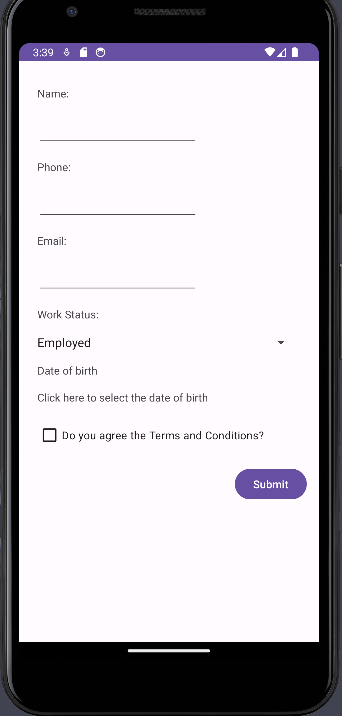 3:39
Name:
Phone:
Email:
Work Status:
Employed
Date of birth
Click here to select the date of birth
Do you agree the Terms and Conditions?
Submit